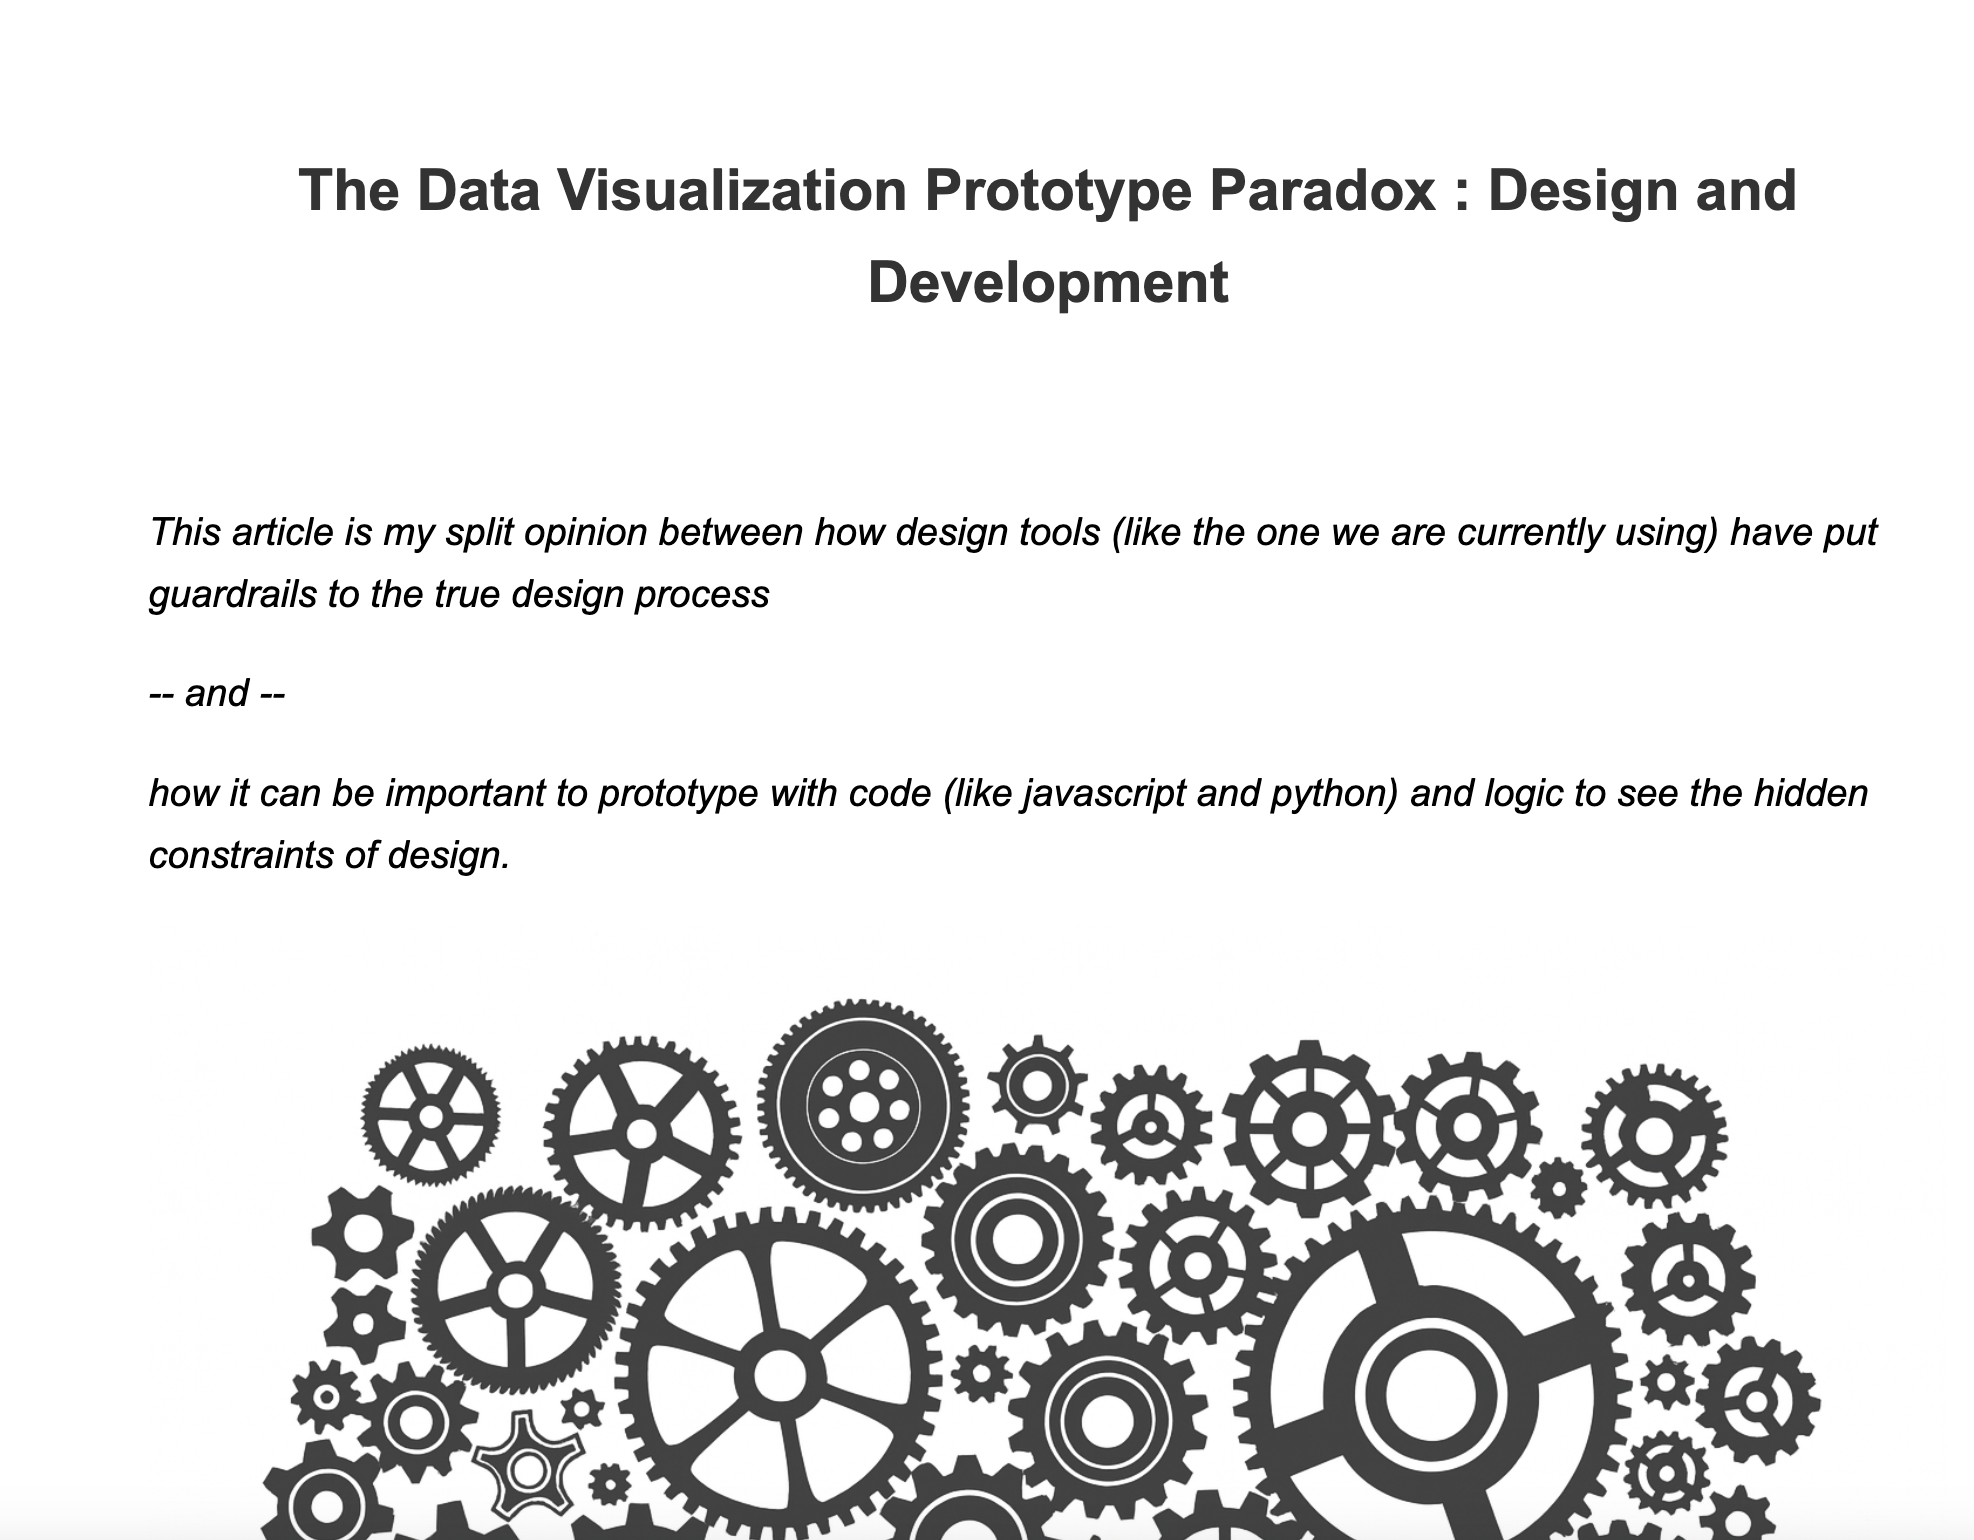 The Data Visualization Prototype Paradox : Design and
Development
This article is my split opinion between how design tools (like the one we are currently using) have put
guardrails to the true design process
-- and --
how it can be important to prototype with code (like javascript and python) and logic to see the hidden
constraints of design.